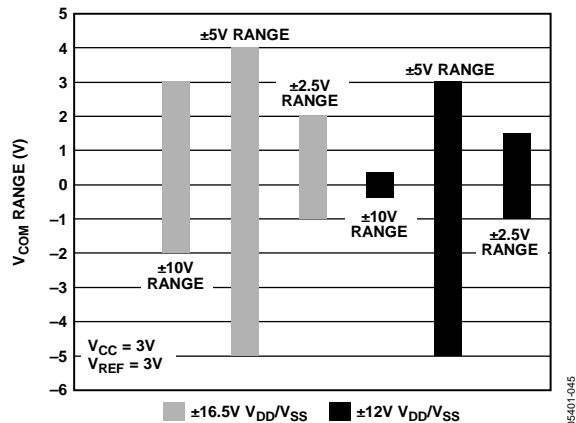 5
4
3
2
1
0
–1
–2
–3
–4
–5
–6
V_COM RANGE (V)
±5V RANGE
±2.5V
RANGE
±5V RANGE
±10V
RANGE
±10V
RANGE
±2.5V
RANGE
V_CC = 3V
V_REF = 3V
±16.5V V_DD/V_SS
±12V V_DD/V_SS
05401-045